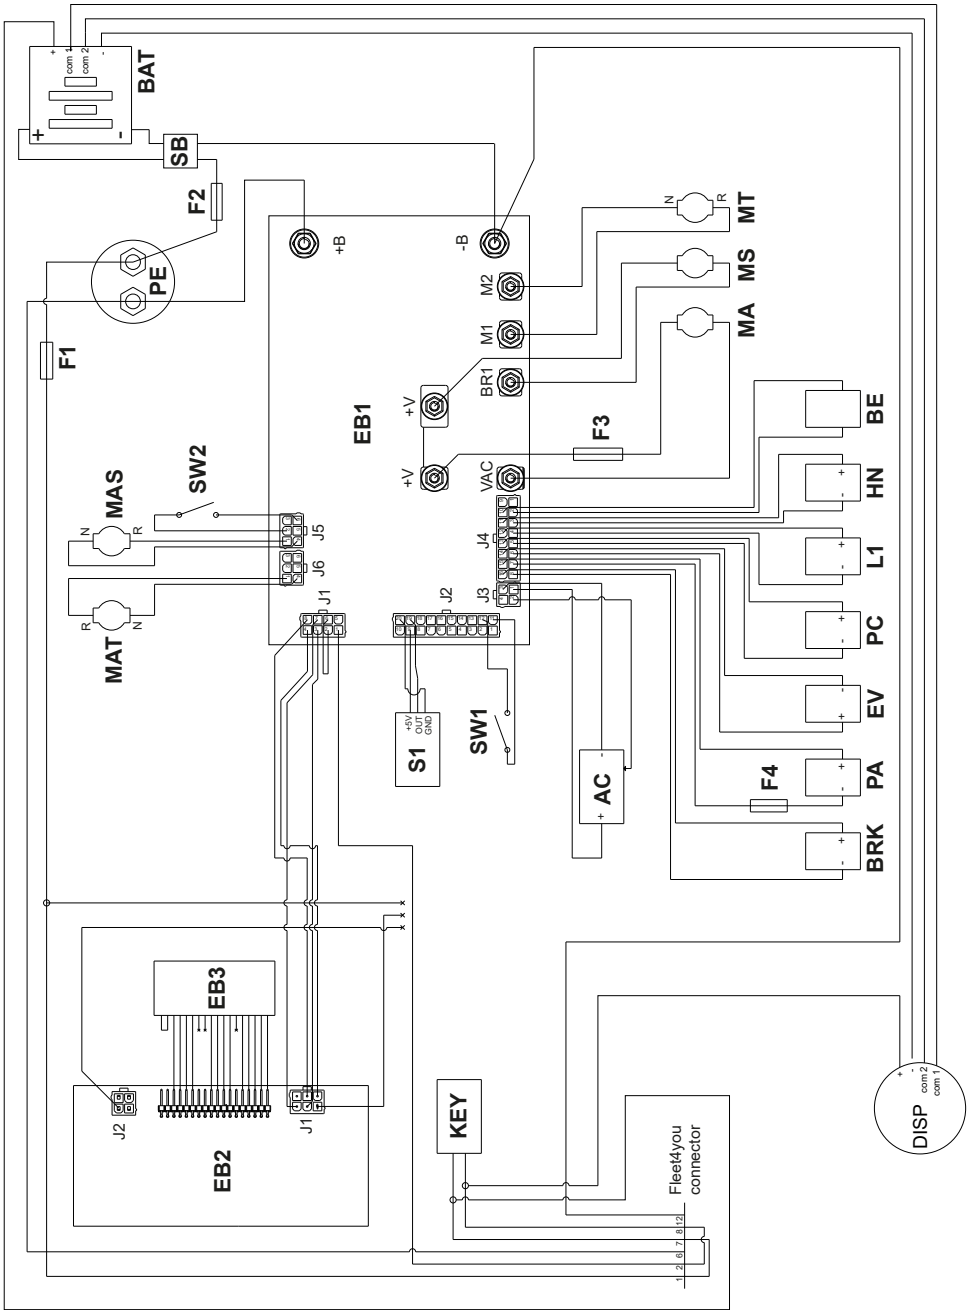 +
com 1
com 2
-
BAT
+
-
SB
F2
PE
F1
+B
-B
M2
M1
BR1
+V
+V
VAC
EB1
MT
N
R
MS
MA
F3
SW2
MAS
N
R
MAT
R
N
J5
J6
J1
J2
J3
J4
BE
HN
+
-
L1
+
-
PC
+
-
EV
-
+
PA
+
-
F4
BRK
+
-
S1
+5V
OUT
GND
SW1
AC
+
-
EB3
EB2
J2
J1
KEY
Fleet4you
connector
1
2
6
7
8
12
DISP
+
-
com 2
com 1